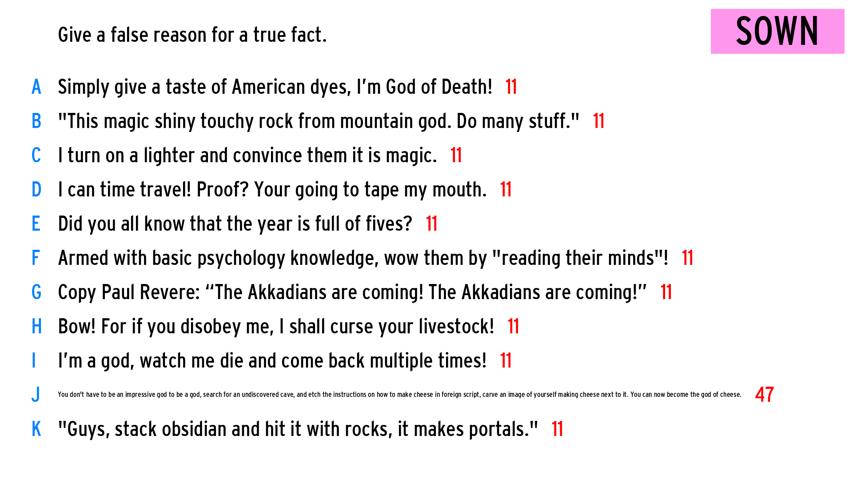 Give a false reason for a true fact.
SOWN
A Simply give a taste of American dyes, I'm God of Death! 11
B "This magic shiny touchy rock from mountain god. Do many stuff." 11
C I turn on a lighter and convince them it is magic. 11
D I can time travel! Proof? Your going to tape my mouth. 11
E Did you all know that the year is full of fives? 11
F Armed with basic psychology knowledge, wow them by "reading their minds"! 11
G Copy Paul Revere: “The Akkadians are coming! The Akkadians are coming!” 11
H Bow! For if you disobey me, I shall curse your livestock! 11
I I’m a god, watch me die and come back multiple times! 11
J You don't have to be an impressive god to be a god, search for an undiscovered cave, and etch the instructions on how to make cheese in foreign script, carve an image of yourself making cheese next to it. You can now become the god of cheese. 47
K "Guys, stack obsidian and hit it with rocks, it makes portals." 11